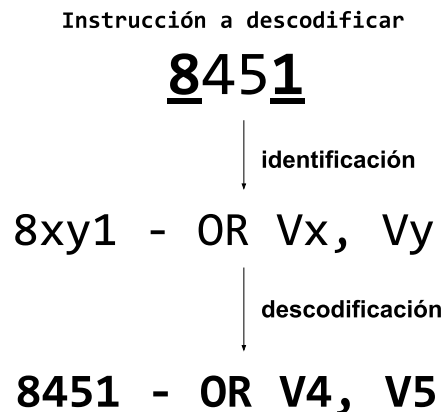 Instrucción a descodificar
8451
identificación
8xy1 - OR Vx, Vy
descodificación
8451 - OR V4, V5